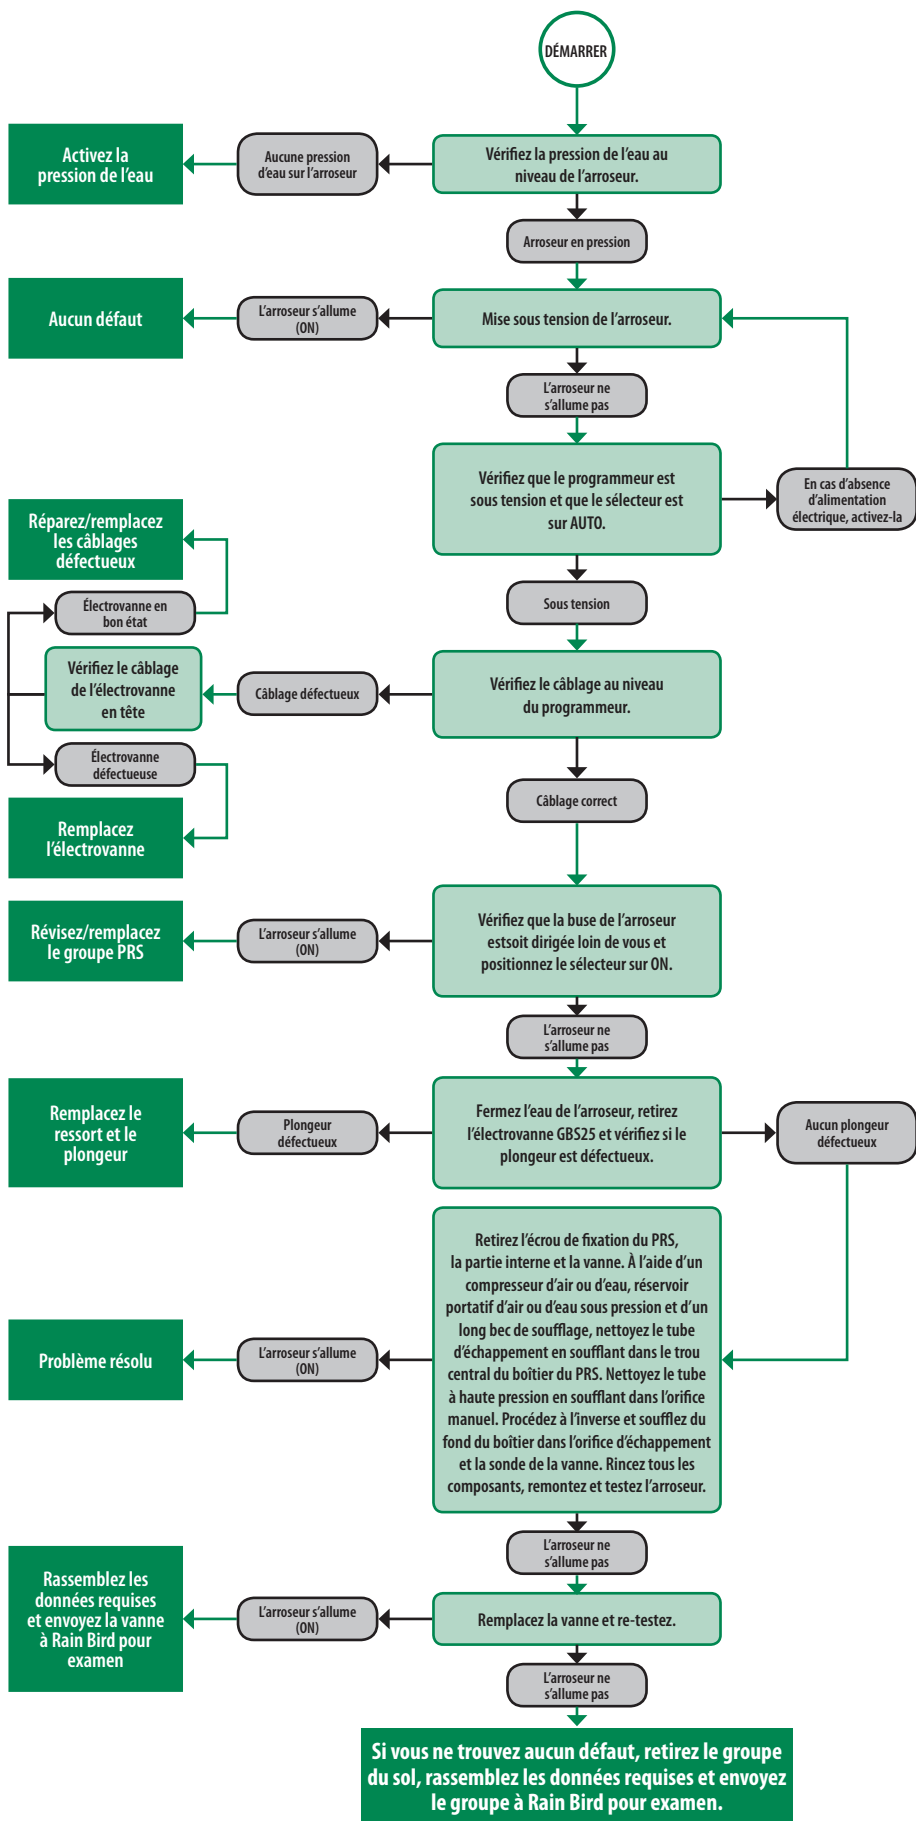 DÉMARRER
Vérifiez la pression de l'eau au
niveau de l'arroseur.
Aucune pression
d'eau sur l'arroseur
Activez la
pression de l'eau
Arroseur en pression
Mise sous tension de l'arroseur.
L'arroseur s'allume
(ON)
Aucun défaut
L'arroseur ne
s'allume pas
Vérifiez que le programmeur est
sous tension et que le sélecteur est
sur AUTO.
En cas d'absence
d'alimentation
électrique, activez-la
Sous tension
Vérifiez le câblage au niveau
du programmeur.
Câblage défectueux
Vérifiez le câblage
de l'électrovanne
en tête
Électrovanne en
bon état
Réparez/remplacez
les câblages
défectueux
Électrovanne
défectueuse
Remplacez
l'électrovanne
Câblage correct
Vérifiez que la buse de l'arroseur
estsoit dirigée loin de vous et
positionnez le sélecteur sur ON.
L'arroseur s'allume
(ON)
Révisez/remplacez
le groupe PRS
L'arroseur ne
s'allume pas
Fermez l'eau de l'arroseur, retirez
l'électrovanne GBS25 et vérifiez si le
plongeur est défectueux.
Plongeur
défectueux
Remplacez le
ressort et le
plongeur
Aucun plongeur
défectueux
Retirez l'écrou de fixation du PRS,
la partie interne et la vanne. À l'aide d'un
compresseur d'air ou d'eau, réservoir
portatif d'air ou d'eau sous pression et d'un
long bec de soufflage, nettoyez le tube
d'échappement en soufflant dans le trou
central du boîtier du PRS. Nettoyez le tube
à haute pression en soufflant dans l'orifice
manuel. Procédez à l'inverse et soufflez du
fond du boîtier dans l'orifice d'échappement
et la sonde de la vanne. Rincez tous les
composants, remontez et testez l'arroseur.
L'arroseur s'allume
(ON)
Problème résolu
L'arroseur ne
s'allume pas
Remplacez la vanne et re-testez.
L'arroseur s'allume
(ON)
Rassemblez les
données requises
et envoyez la vanne
à Rain Bird pour
examen
L'arroseur ne
s'allume pas
Si vous ne trouvez aucun défaut, retirez le groupe
du sol, rassemblez les données requises et envoyez
le groupe à Rain Bird pour examen.